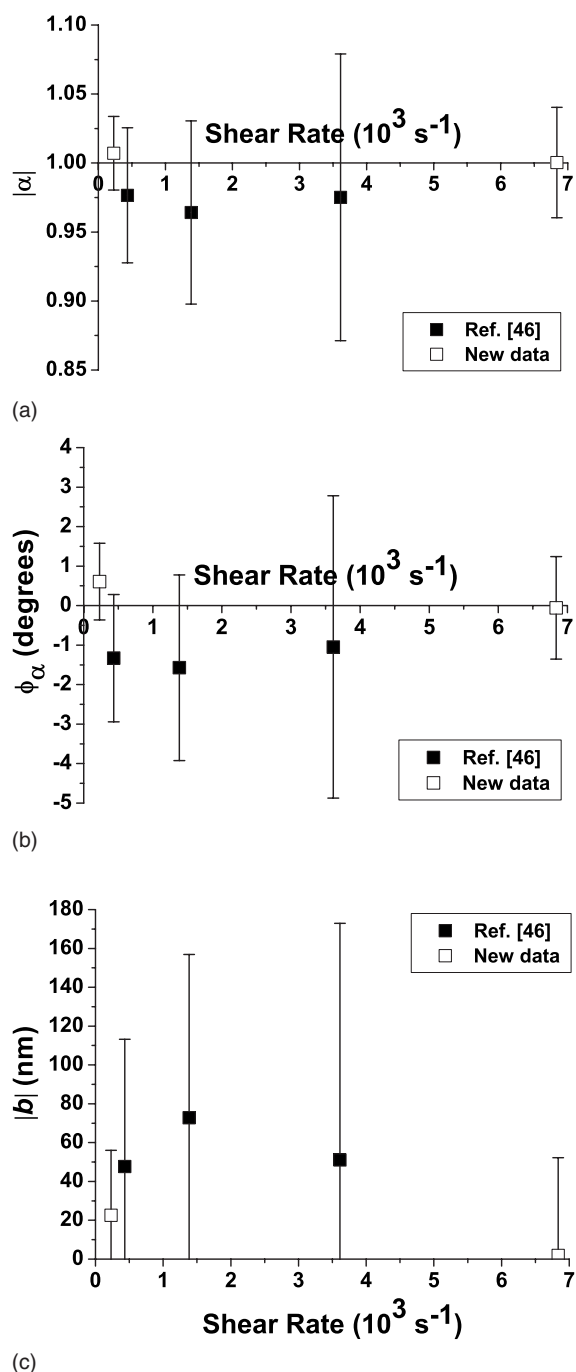 1.10
1.05
Shear Rate (10³ s⁻¹)
1.00
0 1 2 3 4 5 6 7
|α|
0.95
0.90
0.85
Ref. [46]
New data
(a)
4
3
2
1
Shear Rate (10³ s⁻¹)
0
0 1 2 3 4 5 6 7
ϕα (degrees)
-1
-2
-3
-4
-5
Ref. [46]
New data
(b)
180
160
140
120
100
80
60
40
20
0
|b| (nm)
Ref. [46]
New data
0 1 2 3 4 5 6 7
Shear Rate (10³ s⁻¹)
(c)